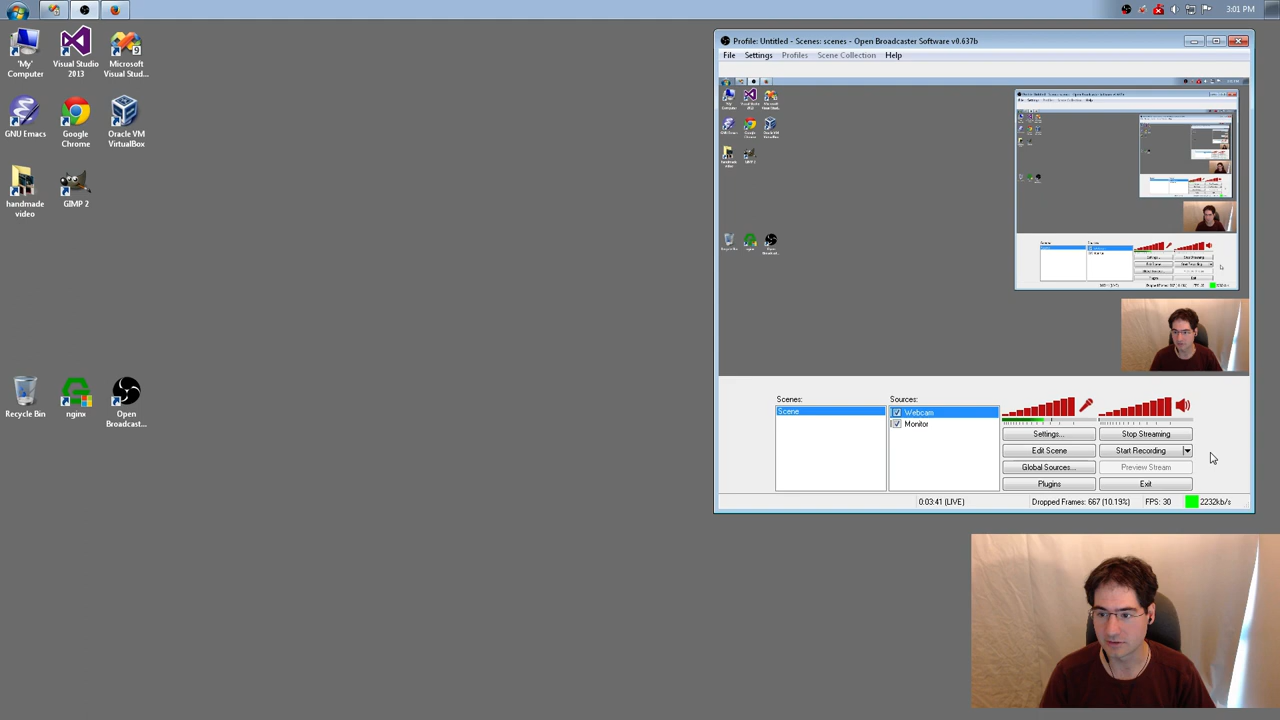 3:01 PM
'My' Computer
Visual Studio 2013
Microsoft Visual Stud...
9
GNU Emacs
Google Chrome
Oracle VM VirtualBox
handmade video
GIMP 2
Recycle Bin
nginx
Open Broadcast...
Profile: Untitled - Scenes: scenes - Open Broadcaster Software v0.637b
File Settings Profiles Scene Collection Help
Scenes:
Scene
Sources:
Webcam
Monitor
Settings...
Stop Streaming
Edit Scene
Start Recording
Global Sources...
Preview Stream
Plugins
Exit
0:03:41 (LIVE)
Dropped Frames: 667 (10.19%)
FPS: 30
2232kb/s